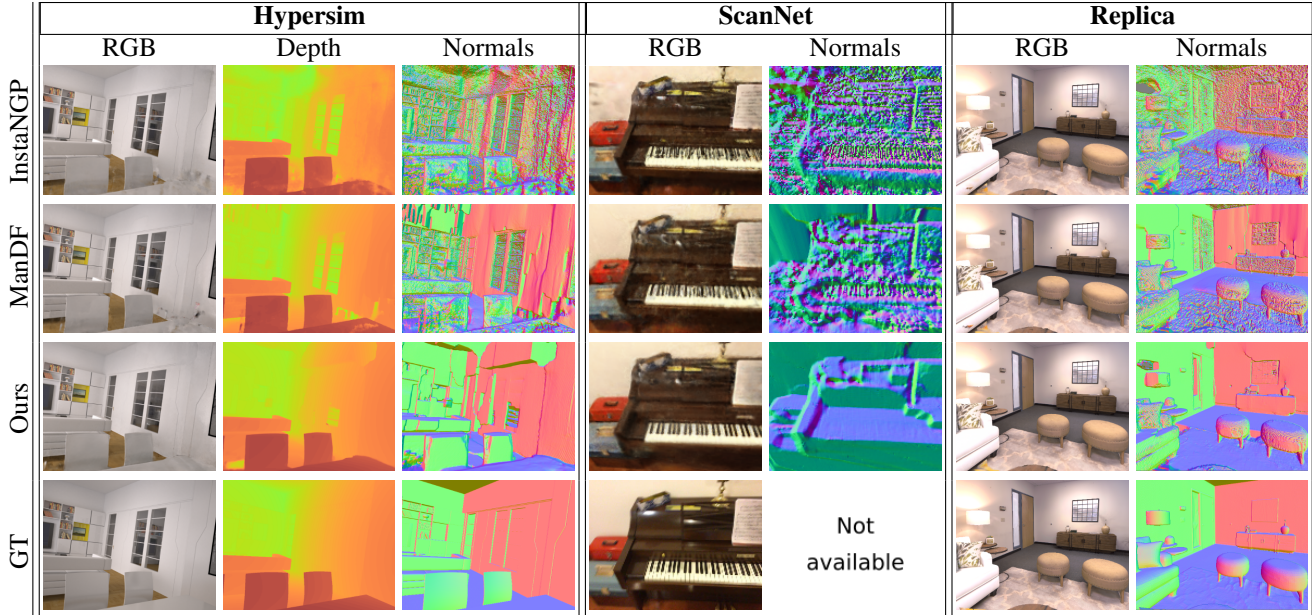 Hypersim ScanNet Replica
RGB Depth Normals RGB Normals RGB Normals
InstaNGP
ManDF
Ours
GT
Not
available